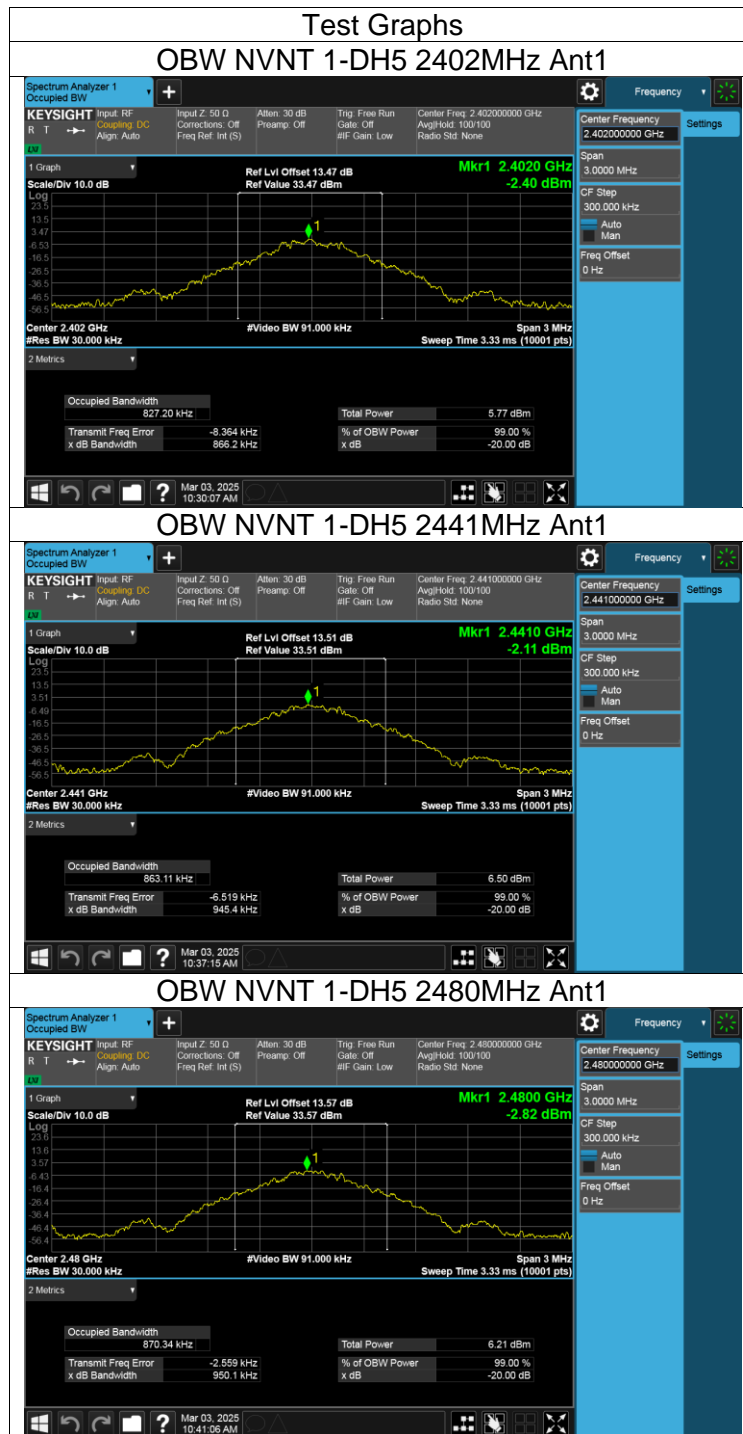 Test Graphs
OBW NVNT 1-DH5 2402MHz Ant1
Spectrum Analyzer 1
Occupied BW
Frequency
KEYSIGHT Input: RF Input Z: 50 Ω Atten: 30 dB Trig: Free Run Center Freq: 2.402000000 GHz
R T Coupling: DC Corrections: Off Preamp: Off Gate: Off Avg|Hold: 100/100
Align: Auto Freq Ref: Int (S) #IF Gain: Low Radio Std: None
Center Frequency
2.402000000 GHz
Settings
Span
3.0000 MHz
CF Step
300.000 kHz
Auto
Man
Freq Offset
0 Hz
1 Graph Ref Lvl Offset 13.47 dB Mkr1 2.4020 GHz
Scale/Div 10.0 dB Ref Value 33.47 dBm -2.40 dBm
Log
23.5
13.5
3.47
-6.53
-16.5
-26.5
-36.5
-46.5
-56.5
1
Center 2.402 GHz #Video BW 91.000 kHz Span 3 MHz
#Res BW 30.000 kHz Sweep Time 3.33 ms (10001 pts)
2 Metrics
Occupied Bandwidth
827.20 kHz Total Power 5.77 dBm
Transmit Freq Error -8.364 kHz % of OBW Power 99.00 %
x dB Bandwidth 866.2 kHz x dB -20.00 dB
? Mar 03, 2025
10:30:07 AM
OBW NVNT 1-DH5 2441MHz Ant1
Spectrum Analyzer 1
Occupied BW
Frequency
KEYSIGHT Input: RF Input Z: 50 Ω Atten: 30 dB Trig: Free Run Center Freq: 2.441000000 GHz
R T Coupling: DC Corrections: Off Preamp: Off Gate: Off Avg|Hold: 100/100
Align: Auto Freq Ref: Int (S) #IF Gain: Low Radio Std: None
Center Frequency
2.441000000 GHz
Settings
Span
3.0000 MHz
CF Step
300.000 kHz
Auto
Man
Freq Offset
0 Hz
1 Graph Ref Lvl Offset 13.51 dB Mkr1 2.4410 GHz
Scale/Div 10.0 dB Ref Value 33.51 dBm -2.11 dBm
Log
23.5
13.5
3.51
-6.49
-16.5
-26.5
-36.5
-46.5
-56.5
1
Center 2.441 GHz #Video BW 91.000 kHz Span 3 MHz
#Res BW 30.000 kHz Sweep Time 3.33 ms (10001 pts)
2 Metrics
Occupied Bandwidth
863.11 kHz Total Power 6.50 dBm
Transmit Freq Error -6.519 kHz % of OBW Power 99.00 %
x dB Bandwidth 945.4 kHz x dB -20.00 dB
? Mar 03, 2025
10:37:15 AM
OBW NVNT 1-DH5 2480MHz Ant1
Spectrum Analyzer 1
Occupied BW
Frequency
KEYSIGHT Input: RF Input Z: 50 Ω Atten: 30 dB Trig: Free Run Center Freq: 2.480000000 GHz
R T Coupling: DC Corrections: Off Preamp: Off Gate: Off Avg|Hold: 100/100
Align: Auto Freq Ref: Int (S) #IF Gain: Low Radio Std: None
Center Frequency
2.480000000 GHz
Settings
Span
3.0000 MHz
CF Step
300.000 kHz
Auto
Man
Freq Offset
0 Hz
1 Graph Ref Lvl Offset 13.57 dB Mkr1 2.4800 GHz
Scale/Div 10.0 dB Ref Value 33.57 dBm -2.82 dBm
Log
23.6
13.6
3.57
-6.43
-16.4
-26.4
-36.4
-46.4
-56.4
1
Center 2.48 GHz #Video BW 91.000 kHz Span 3 MHz
#Res BW 30.000 kHz Sweep Time 3.33 ms (10001 pts)
2 Metrics
Occupied Bandwidth
870.34 kHz Total Power 6.21 dBm
Transmit Freq Error -2.559 kHz % of OBW Power 99.00 %
x dB Bandwidth 950.1 kHz x dB -20.00 dB
? Mar 03, 2025
10:41:06 AM